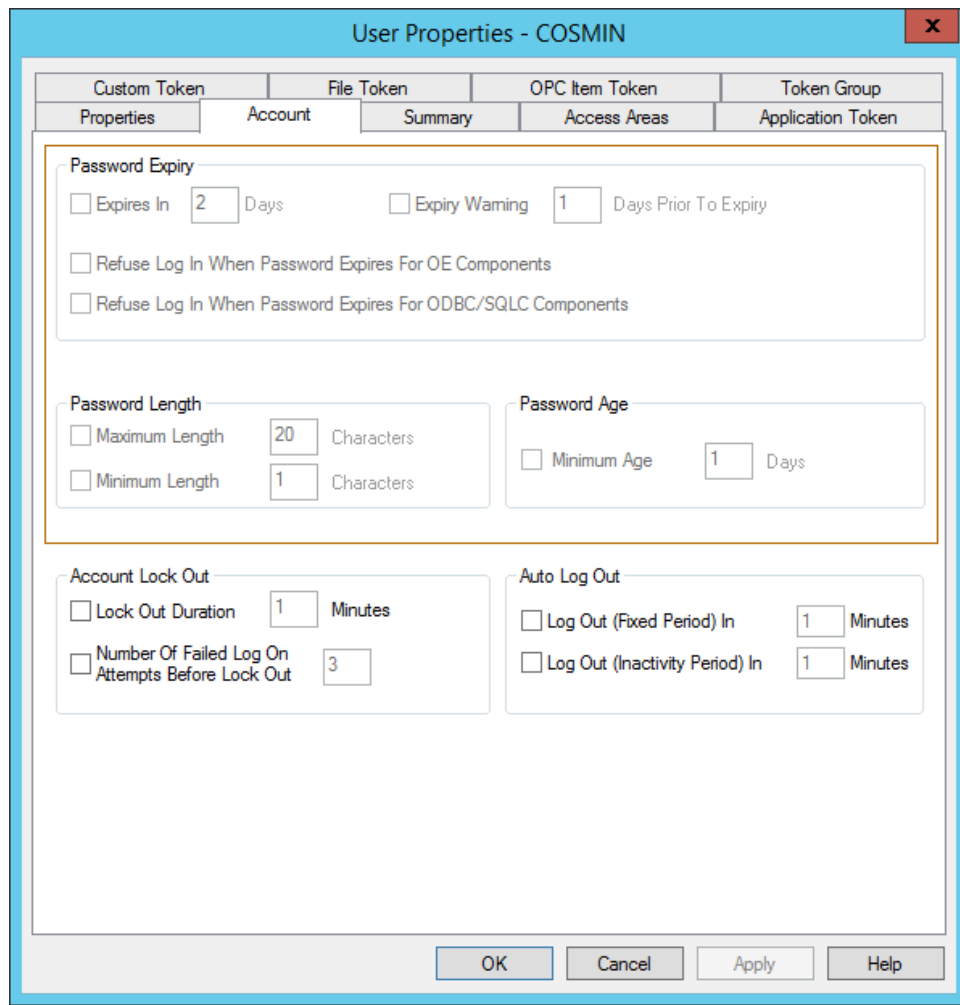 User Properties - COSMIN
x
Custom Token File Token OPC Item Token Token Group
Properties Account Summary Access Areas Application Token
Password Expiry
Expires In 2 Days Expiry Warning 1 Days Prior To Expiry
Refuse Log In When Password Expires For OE Components
Refuse Log In When Password Expires For ODBC/SQLC Components
Password Length
Maximum Length 20 Characters
Minimum Length 1 Characters
Password Age
Minimum Age 1 Days
Account Lock Out
Lock Out Duration 1 Minutes
Number Of Failed Log On
Attempts Before Lock Out 3
Auto Log Out
Log Out (Fixed Period) In 1 Minutes
Log Out (Inactivity Period) In 1 Minutes
OK Cancel Apply Help